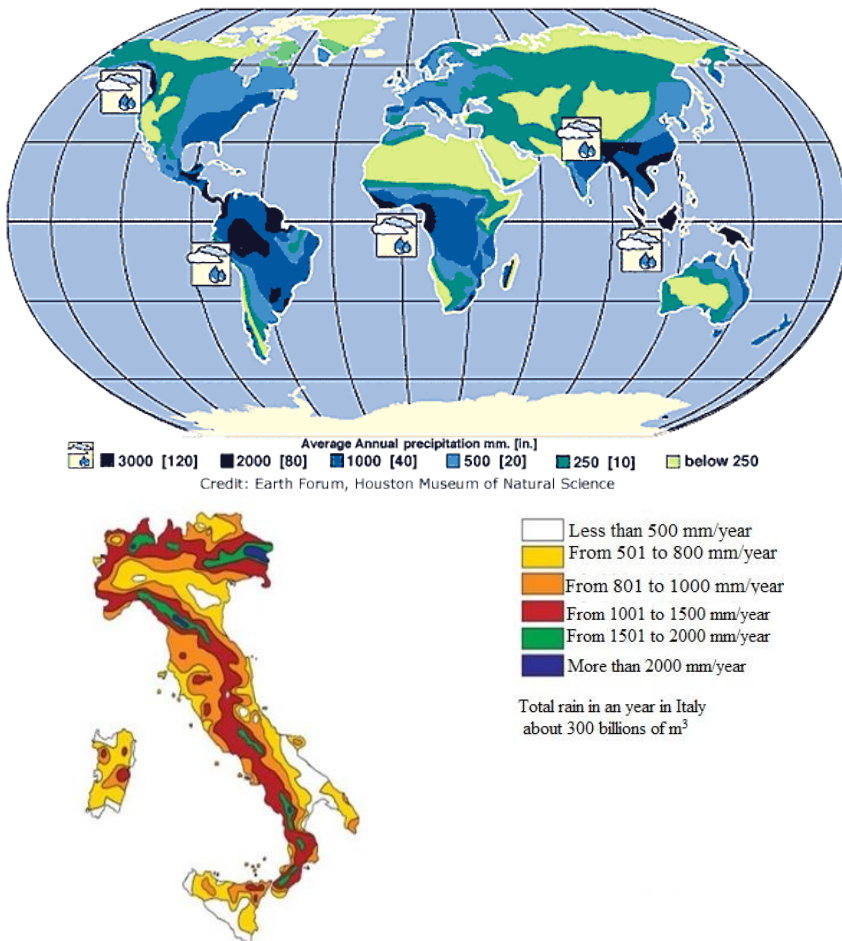 Average Annual precipitation mm. [in.]
3000 [120] 2000 [80] 1000 [40] 500 [20] 250 [10] below 250
Credit: Earth Forum, Houston Museum of Natural Science
Less than 500 mm/year
From 501 to 800 mm/year
From 801 to 1000 mm/year
From 1001 to 1500 mm/year
From 1501 to 2000 mm/year
More than 2000 mm/year
Total rain in an year in Italy
about 300 billions of m³